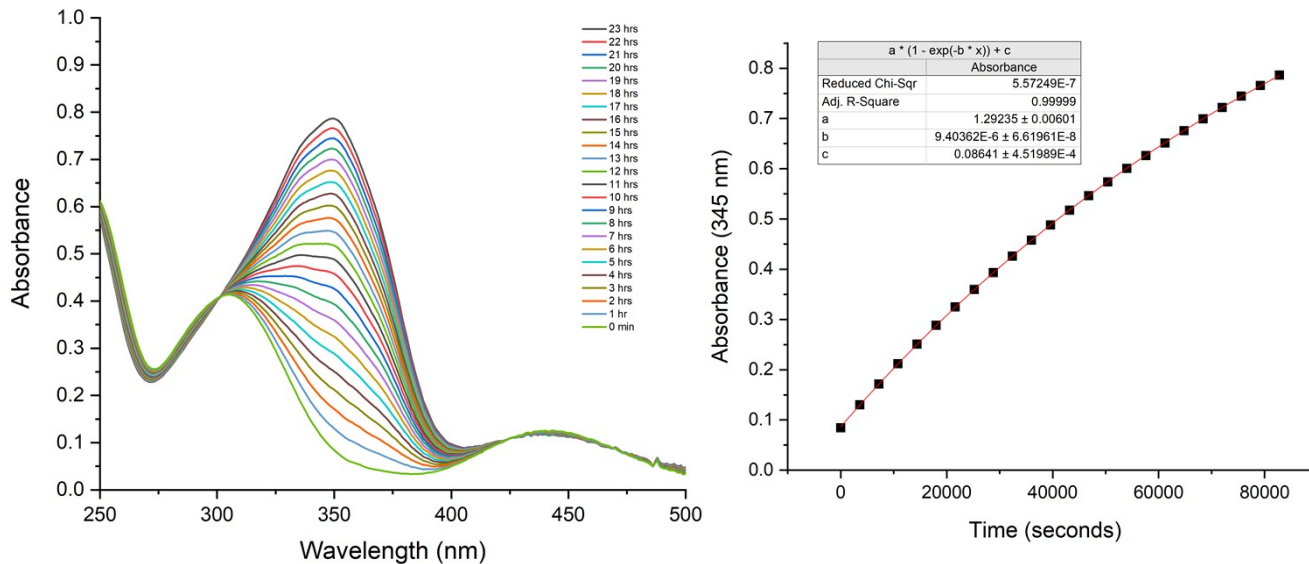 1.0
0.9
0.8
0.7
0.6
0.5
0.4
0.3
0.2
0.1
0.0
Absorbance
250
300
350
400
450
500
Wavelength (nm)
23 hrs
22 hrs
21 hrs
20 hrs
19 hrs
18 hrs
17 hrs
16 hrs
15 hrs
14 hrs
13 hrs
12 hrs
11 hrs
10 hrs
9 hrs
8 hrs
7 hrs
6 hrs
5 hrs
4 hrs
3 hrs
2 hrs
1 hr
0 min
a * (1 - exp(-b * x)) + c
Absorbance
Reduced Chi-Sqr 5.57249E-7
Adj. R-Square 0.99999
a 1.29235 ± 0.00601
b 9.40362E-6 ± 6.61961E-8
c 0.08641 ± 4.51989E-4
0.8
0.7
0.6
0.5
0.4
0.3
0.2
0.1
0.0
Absorbance (345 nm)
0
20000
40000
60000
80000
Time (seconds)